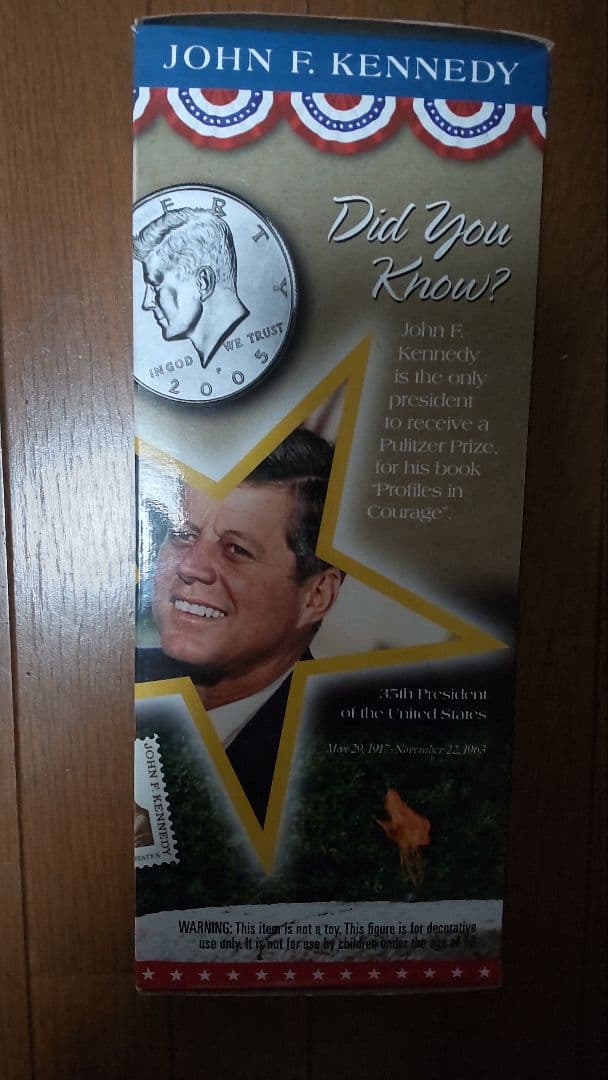 JOHN F. KENNEDY
Did You
Know?
John F.
Kennedy
is the only
president
to receive a
Pulitzer Prize,
for his book
"Profiles in
Courage".
ERTY
IN GOD WE TRUST
P
2005
35th President
of the United States
May 29, 1917-November 22, 1963
JOHN F. KENNEDY
TATES
WARNING: This item is not a toy. This figure is for decorative
use only. It is not for use by children under the age of